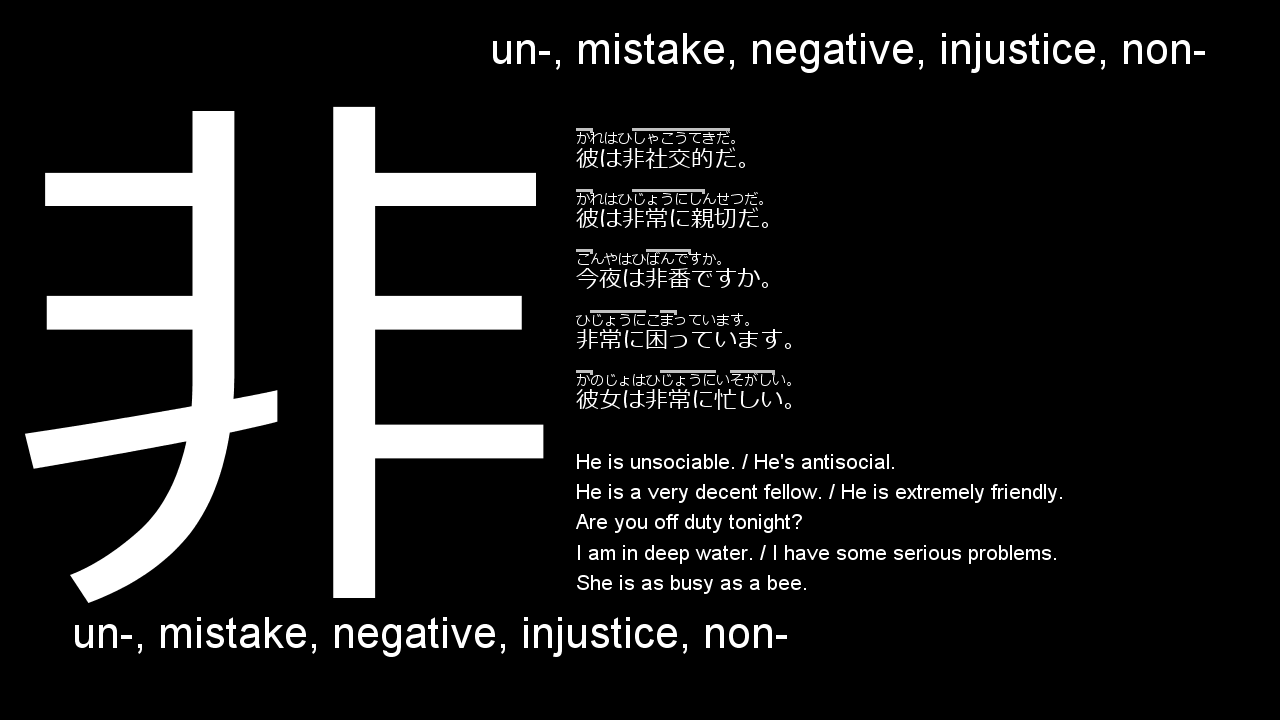 un-, mistake, negative, injustice, non-
非
かれはひしゃこうてきだ。
彼は非社交的だ。
かれはひじょうにしんせつだ。
彼は非常に親切だ。
こんやはひばんですか。
今夜は非番ですか。
ひじょうにこまっています。
非常に困っています。
かのじょはひじょうにいそがしい。
彼女は非常に忙しい。
He is unsociable. / He's antisocial.
He is a very decent fellow. / He is extremely friendly.
Are you off duty tonight?
I am in deep water. / I have some serious problems.
She is as busy as a bee.
un-, mistake, negative, injustice, non-